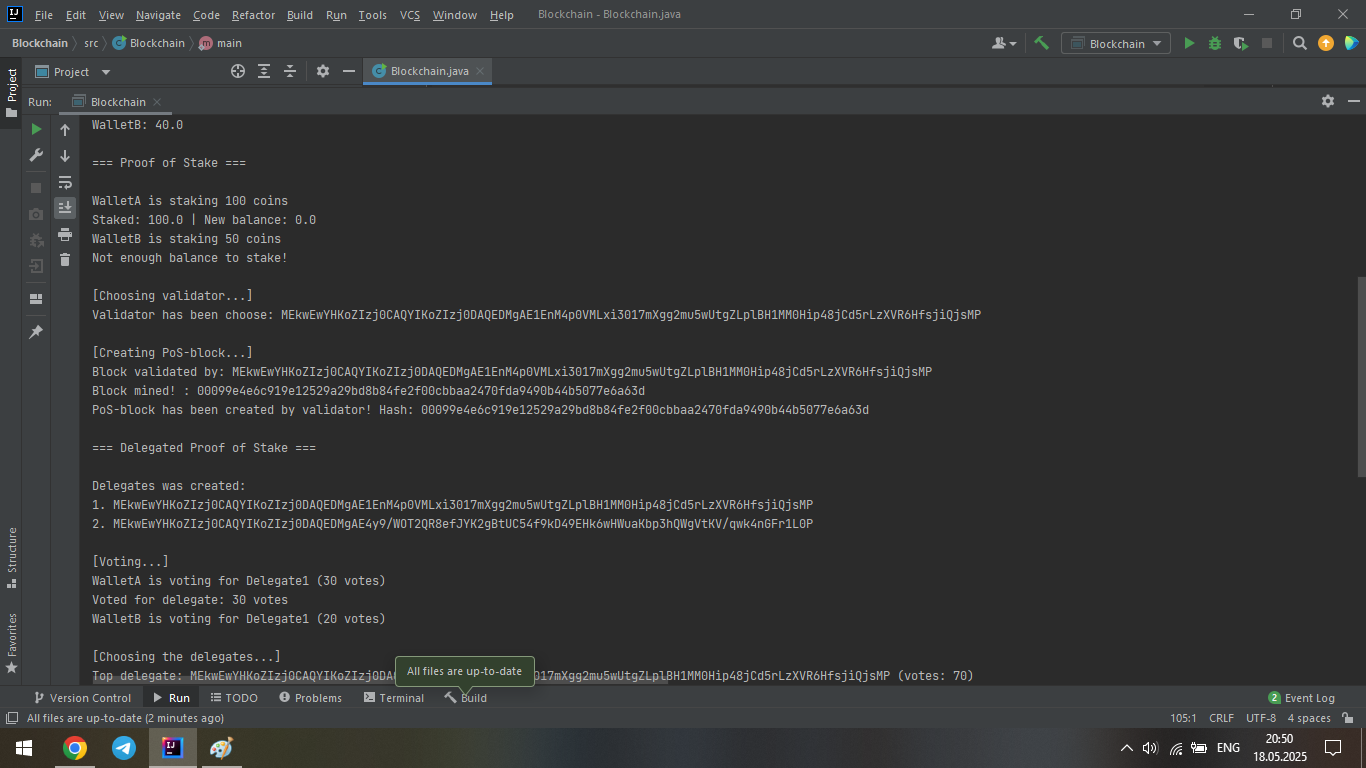 File Edit View Navigate Code Refactor Build Run Tools VCS Window Help Blockchain - Blockchain.java
Blockchain src Blockchain main Blockchain
Project Project Blockchain.java
Run: Blockchain
WalletB: 40.0
=== Proof of Stake ===
WalletA is staking 100 coins
Staked: 100.0 | New balance: 0.0
WalletB is staking 50 coins
Not enough balance to stake!
[Choosing validator...]
Validator has been choose: MEkwEwYHKoZIzj0CAQYIKoZIzj0DAQEDMgAE1EnM4p0VMLxi3017mXgg2mu5wUtgZLplBH1MM0Hip48jCd5rLzXVR6HfsjiQjsMP
[Creating PoS-block...]
Block validated by: MEkwEwYHKoZIzj0CAQYIKoZIzj0DAQEDMgAE1EnM4p0VMLxi3017mXgg2mu5wUtgZLplBH1MM0Hip48jCd5rLzXVR6HfsjiQjsMP
Block mined! : 00099e4e6c919e12529a29bd8b84fe2f00cbbaa2470fda9490b44b5077e6a63d
PoS-block has been created by validator! Hash: 00099e4e6c919e12529a29bd8b84fe2f00cbbaa2470fda9490b44b5077e6a63d
=== Delegated Proof of Stake ===
Delegates was created:
1. MEkwEwYHKoZIzj0CAQYIKoZIzj0DAQEDMgAE1EnM4p0VMLxi3017mXgg2mu5wUtgZLplBH1MM0Hip48jCd5rLzXVR6HfsjiQjsMP
2. MEkwEwYHKoZIzj0CAQYIKoZIzj0DAQEDMgAE4y9/WOT2QR8efJYK2gBtUC54f9kD49EHk6wHWuaKbp3hQWgVtKV/qwk4nGFr1L0P
[Voting...]
WalletA is voting for Delegate1 (30 votes)
Voted for delegate: 30 votes
WalletB is voting for Delegate1 (20 votes)
[Choosing the delegates...]
Top delegate: MEkwEwYHKoZIzj0CAQYIKoZIzj0DA 017mXgg2mu5wUtgZLplBH1MM0Hip48jCd5rLzXVR6HfsjiQjsMP (votes: 70)
All files are up-to-date
Structure
Favorites
Version Control Run TODO Problems Terminal Build 2 Event Log
All files are up-to-date (2 minutes ago) 105:1 CRLF UTF-8 4 spaces
ENG 20:50
18.05.2025